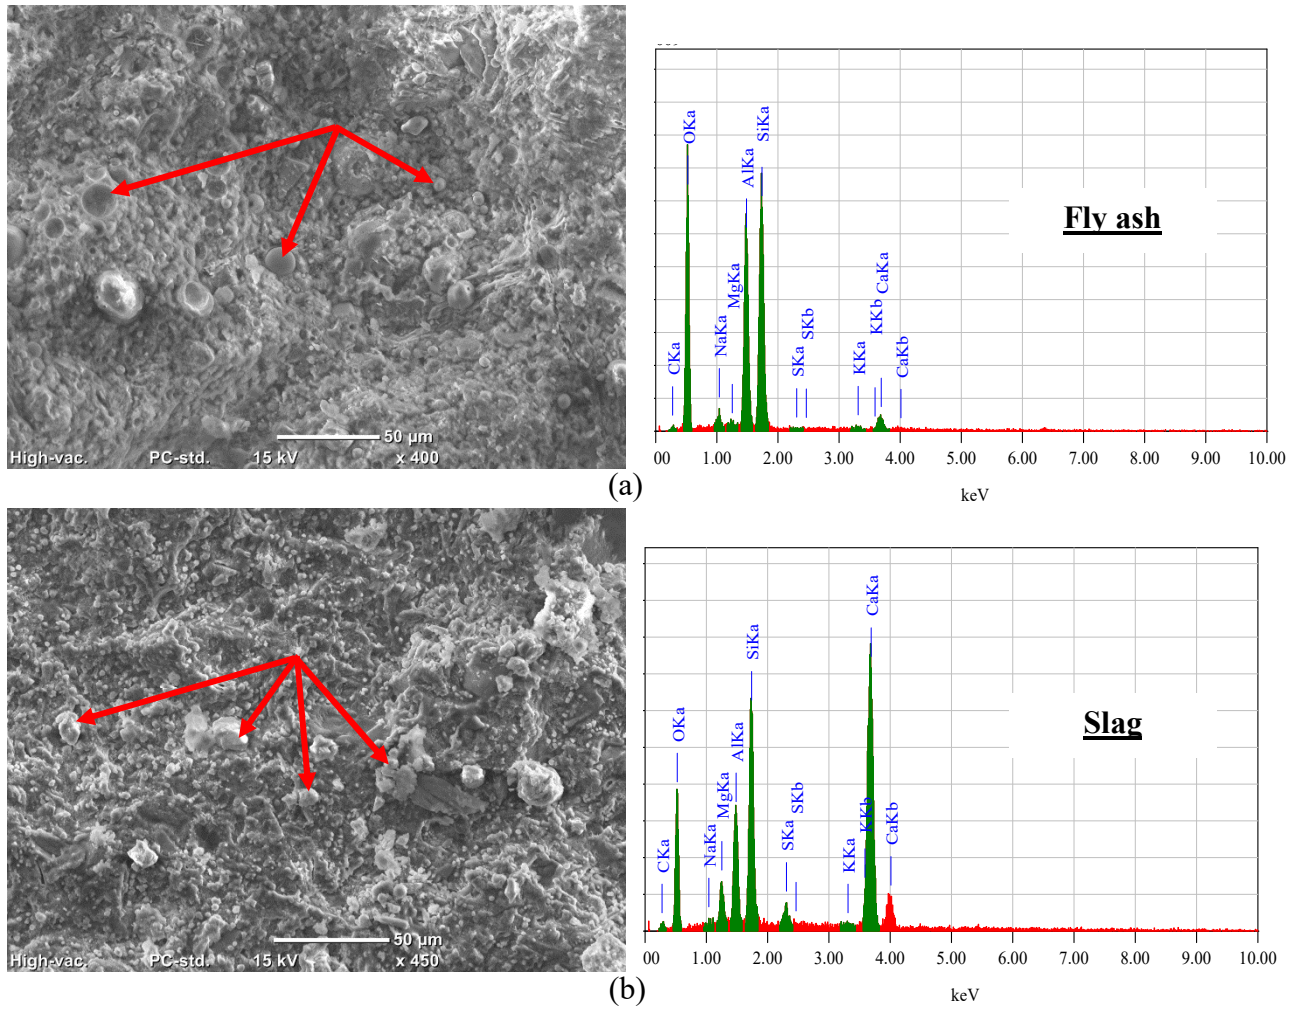 OKa
SiKa
AlKa
MgKa
NaKa
CKa
SKa
SKb
KKa
KKb
CaKa
CaKb
Fly ash
50 µm
High-vac. PC-std. 15 kV x 400
00 1.00 2.00 3.00 4.00 5.00 6.00 7.00 8.00 9.00 10.00
keV
(a)
CaKa
SiKa
OKa
AlKa
MgKa
NaKa
CKa
SKa
SKb
KKa
KKb
CaKb
Slag
50 µm
High-vac. PC-std. 15 kV x 450
00 1.00 2.00 3.00 4.00 5.00 6.00 7.00 8.00 9.00 10.00
keV
(b)